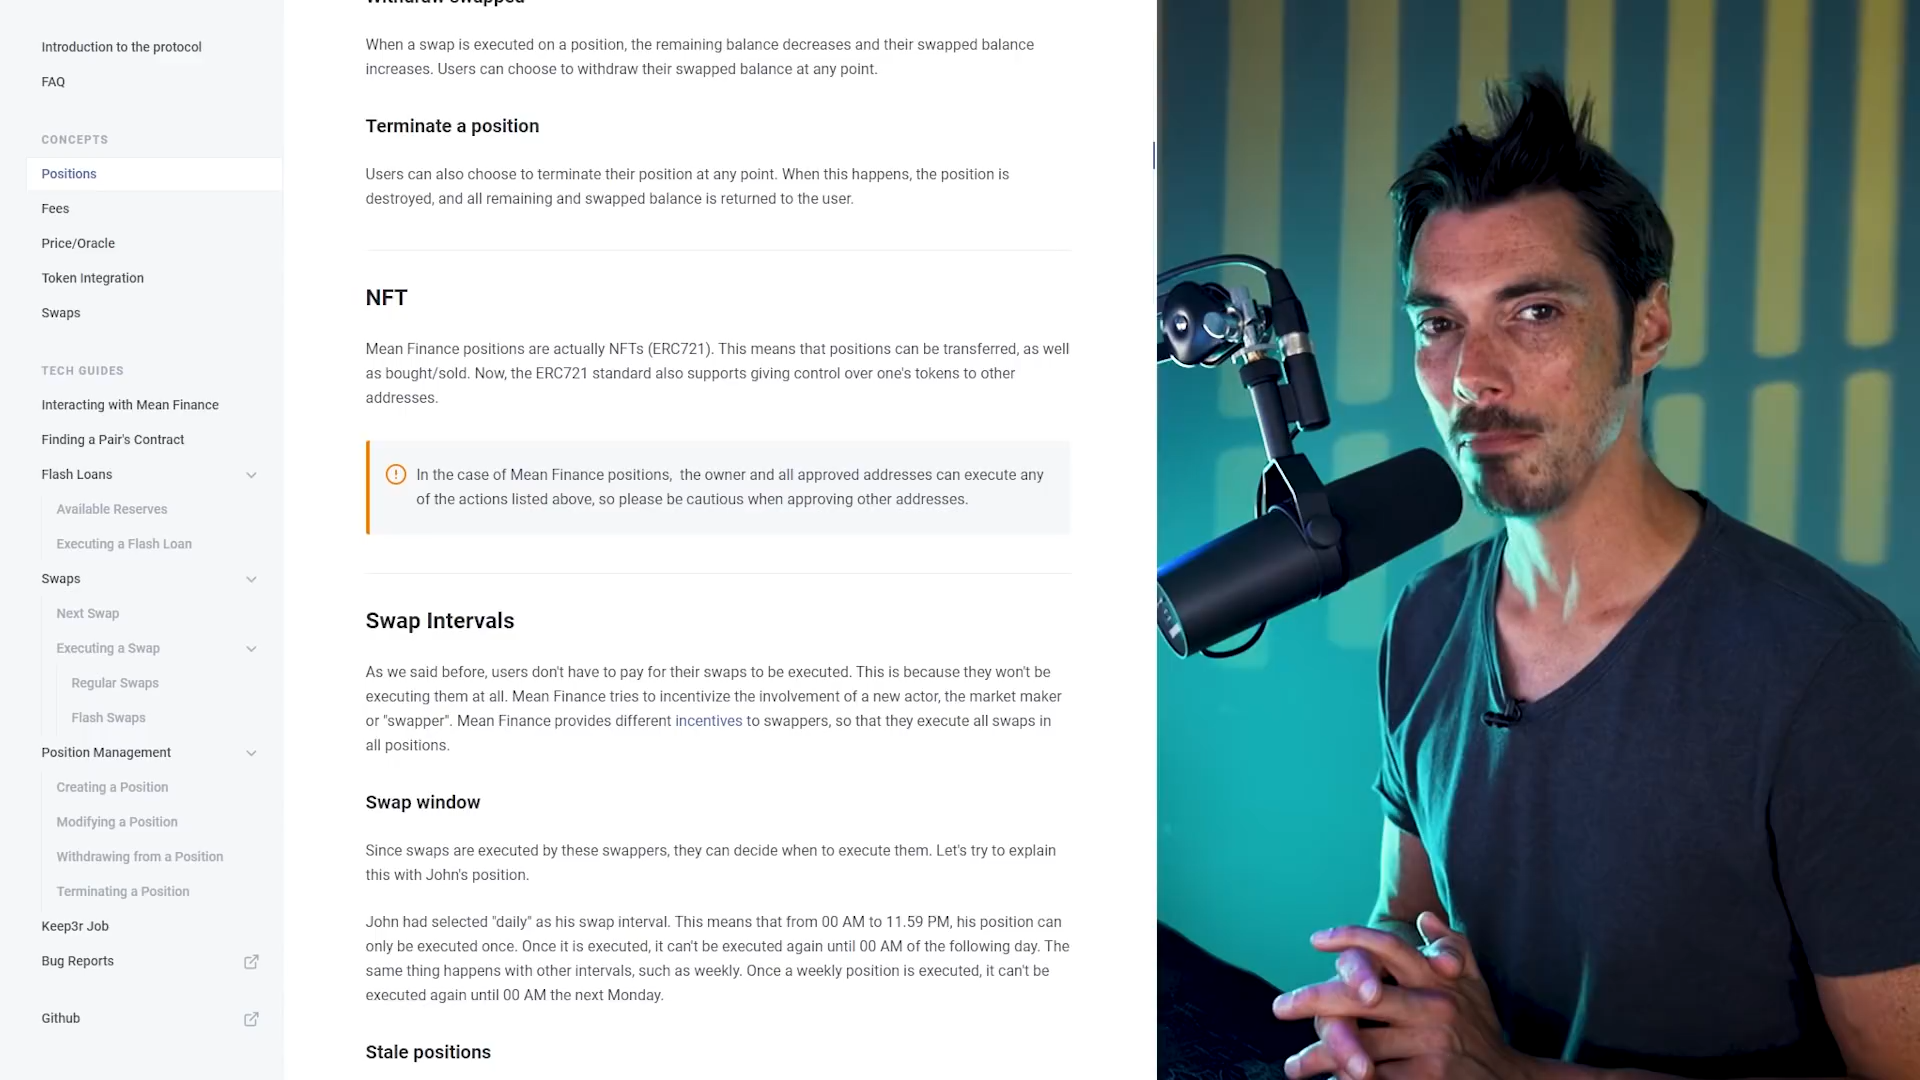 Introduction to the protocol
FAQ
CONCEPTS
Positions
Fees
Price/Oracle
Token Integration
Swaps
TECH GUIDES
Interacting with Mean Finance
Finding a Pair's Contract
Flash Loans
Available Reserves
Executing a Flash Loan
Swaps
Next Swap
Executing a Swap
Regular Swaps
Flash Swaps
Position Management
Creating a Position
Modifying a Position
Withdrawing from a Position
Terminating a Position
Keep3r Job
Bug Reports
Github
Withdraw swapped
When a swap is executed on a position, the remaining balance decreases and their swapped balance
increases. Users can choose to withdraw their swapped balance at any point.
Terminate a position
Users can also choose to terminate their position at any point. When this happens, the position is
destroyed, and all remaining and swapped balance is returned to the user.
NFT
Mean Finance positions are actually NFTs (ERC721). This means that positions can be transferred, as well
as bought/sold. Now, the ERC721 standard also supports giving control over one's tokens to other
addresses.
In the case of Mean Finance positions,  the owner and all approved addresses can execute any
of the actions listed above, so please be cautious when approving other addresses.
Swap Intervals
As we said before, users don't have to pay for their swaps to be executed. This is because they won't be
executing them at all. Mean Finance tries to incentivize the involvement of a new actor, the market maker
or "swapper". Mean Finance provides different incentives to swappers, so that they execute all swaps in
all positions.
Swap window
Since swaps are executed by these swappers, they can decide when to execute them. Let's try to explain
this with John's position.
John had selected "daily" as his swap interval. This means that from 00 AM to 11.59 PM, his position can
only be executed once. Once it is executed, it can't be executed again until 00 AM of the following day. The
same thing happens with other intervals, such as weekly. Once a weekly position is executed, it can't be
executed again until 00 AM the next Monday.
Stale positions